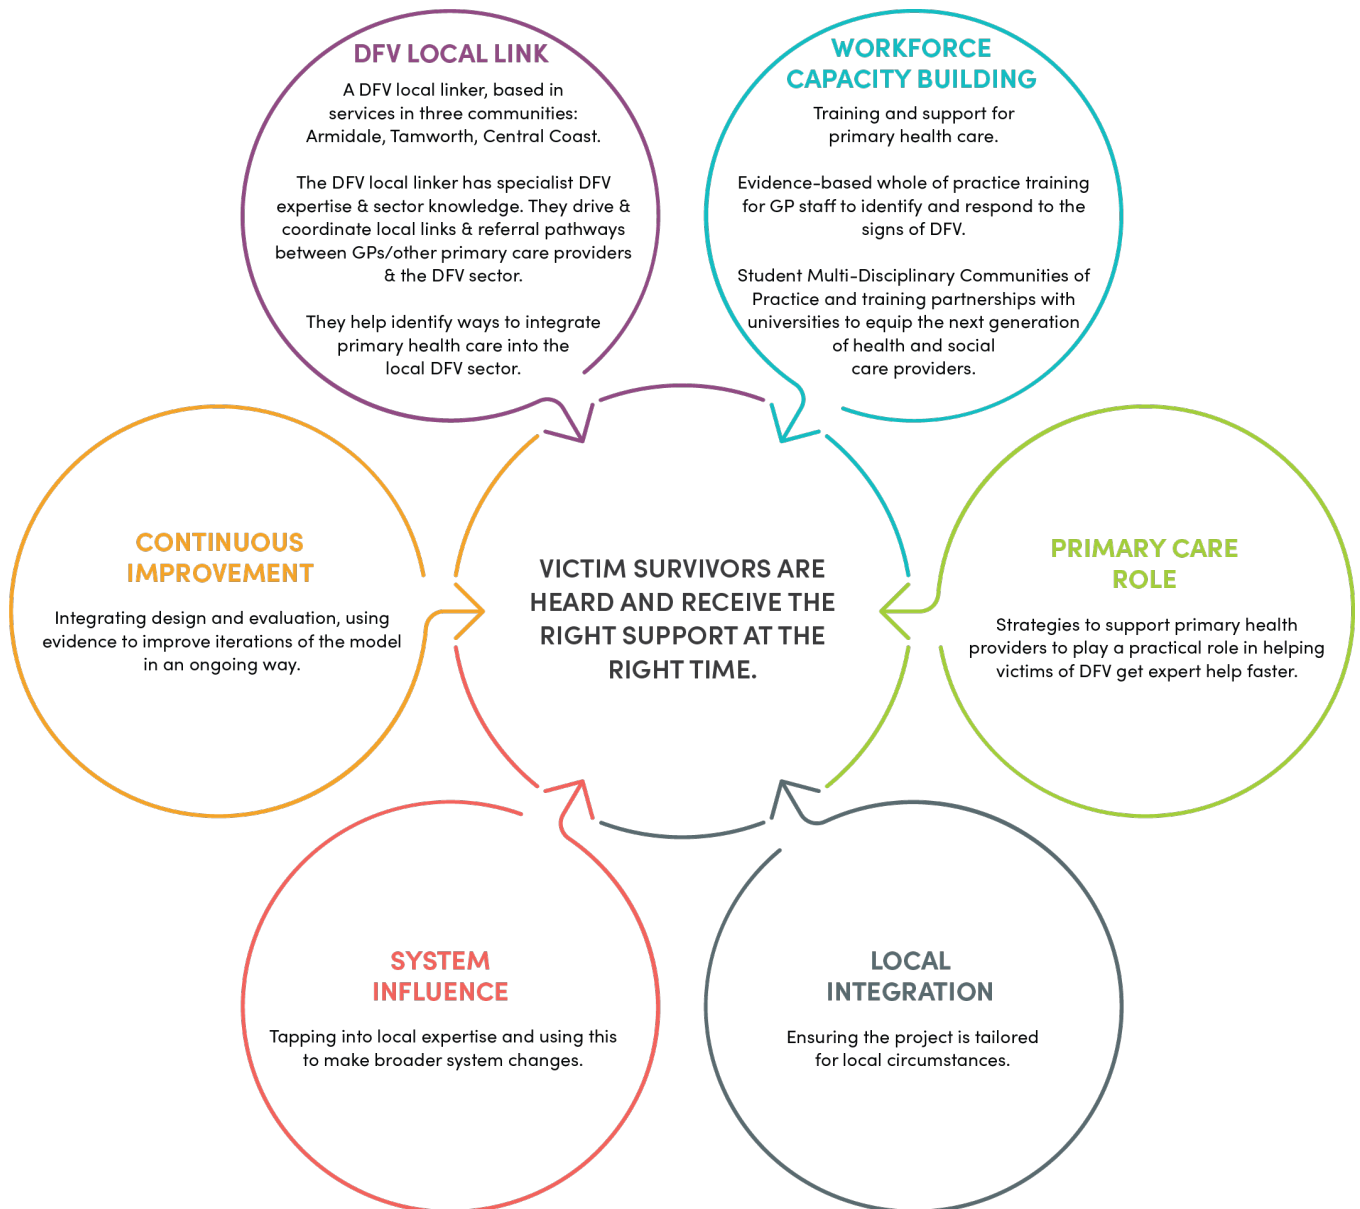 DFV LOCAL LINK
A DFV local linker, based in
services in three communities:
Armidale, Tamworth, Central Coast.
The DFV local linker has specialist DFV
expertise & sector knowledge. They drive &
coordinate local links & referral pathways
between GPs/other primary care providers
& the DFV sector.
They help identify ways to integrate
primary health care into the
local DFV sector.
WORKFORCE
CAPACITY BUILDING
Training and support for
primary health care.
Evidence-based whole of practice training
for GP staff to identify and respond to the
signs of DFV.
Student Multi-Disciplinary Communities of
Practice and training partnerships with
universities to equip the next generation
of health and social
care providers.
CONTINUOUS
IMPROVEMENT
Integrating design and evaluation, using
evidence to improve iterations of the model
in an ongoing way.
VICTIM SURVIVORS ARE
HEARD AND RECEIVE THE
RIGHT SUPPORT AT THE
RIGHT TIME.
PRIMARY CARE
ROLE
Strategies to support primary health
providers to play a practical role in helping
victims of DFV get expert help faster.
SYSTEM
INFLUENCE
Tapping into local expertise and using this
to make broader system changes.
LOCAL
INTEGRATION
Ensuring the project is tailored
for local circumstances.